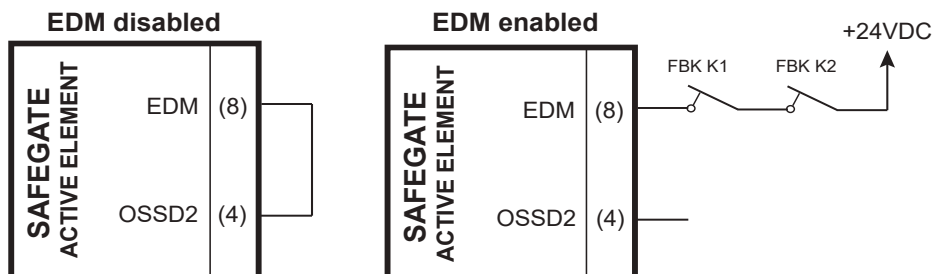 EDM disabled
SAFEGATE
ACTIVE ELEMENT
EDM (8)
OSSD2 (4)
EDM enabled
SAFEGATE
ACTIVE ELEMENT
EDM (8)
OSSD2 (4)
FBK K1
FBK K2
+24VDC